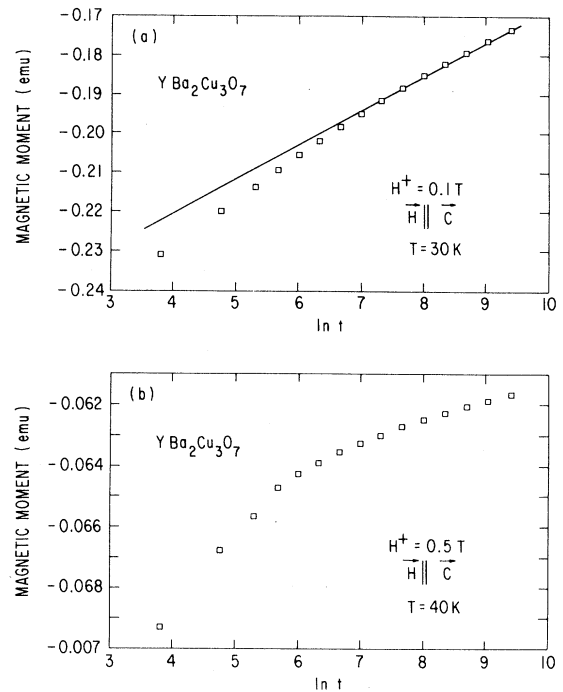 -0.17
(a)
-0.18
YBa2Cu3O7
-0.19
-0.20
-0.21
H+ = 0.1 T
H || C
-0.22
T = 30 K
-0.23
-0.24
3 4 5 6 7 8 9 10
ln t
MAGNETIC MOMENT (emu)
(b)
-0.062
YBa2Cu3O7
-0.064
-0.066
H+ = 0.5 T
H || C
-0.068
T = 40 K
-0.007
3 4 5 6 7 8 9 10
ln t
MAGNETIC MOMENT (emu)